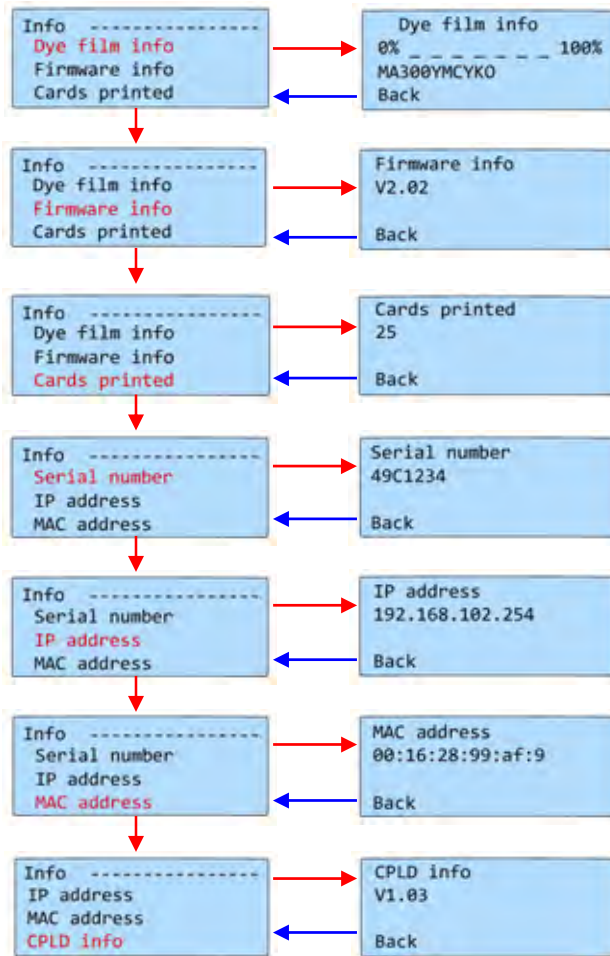 Info ----------------
Dye film info
Firmware info
Cards printed
Dye film info
0% _ _ _ _ _ _ _ 100%
MA300YMCYKO
Back
Info ----------------
Dye film info
Firmware info
Cards printed
Firmware info
V2.02
Back
Info ----------------
Dye film info
Firmware info
Cards printed
Cards printed
25
Back
Info ----------------
Serial number
IP address
MAC address
Serial number
49C1234
Back
Info ----------------
Serial number
IP address
MAC address
IP address
192.168.102.254
Back
Info ----------------
Serial number
IP address
MAC address
MAC address
00:16:28:99:af:9
Back
Info ----------------
IP address
MAC address
CPLD info
CPLD info
V1.03
Back